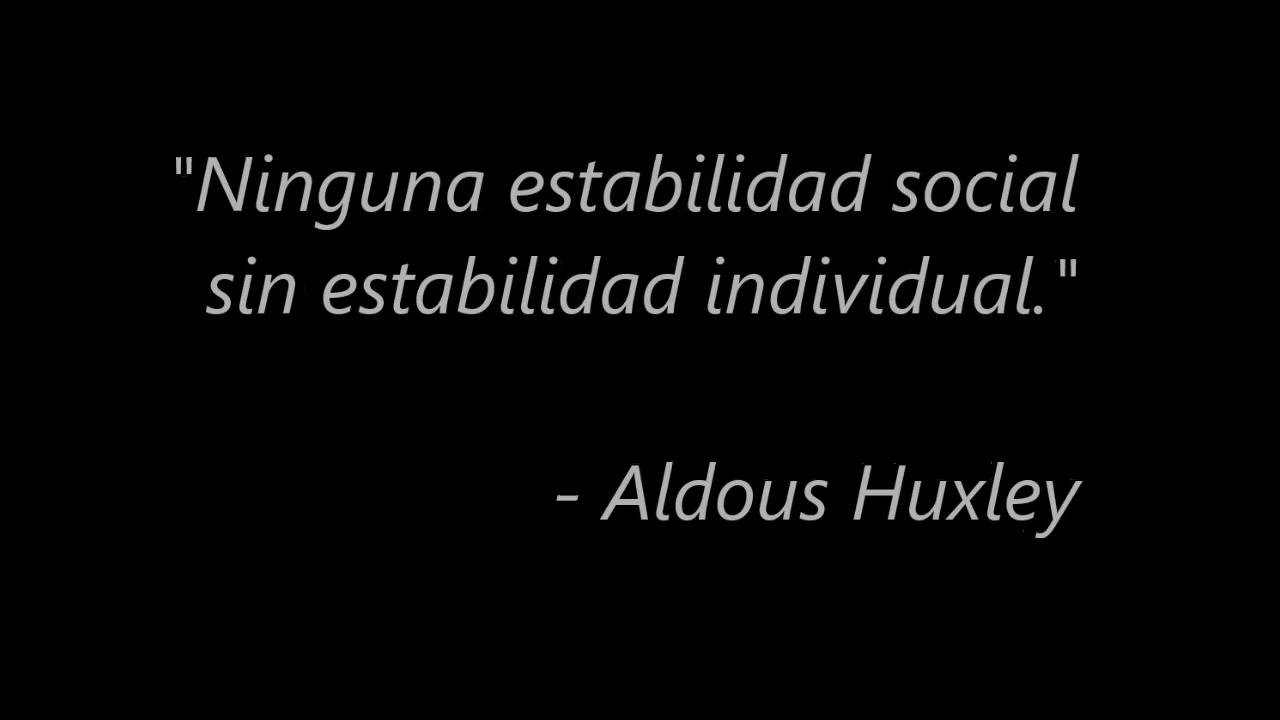 "Ninguna estabilidad social
sin estabilidad individual."
- Aldous Huxley